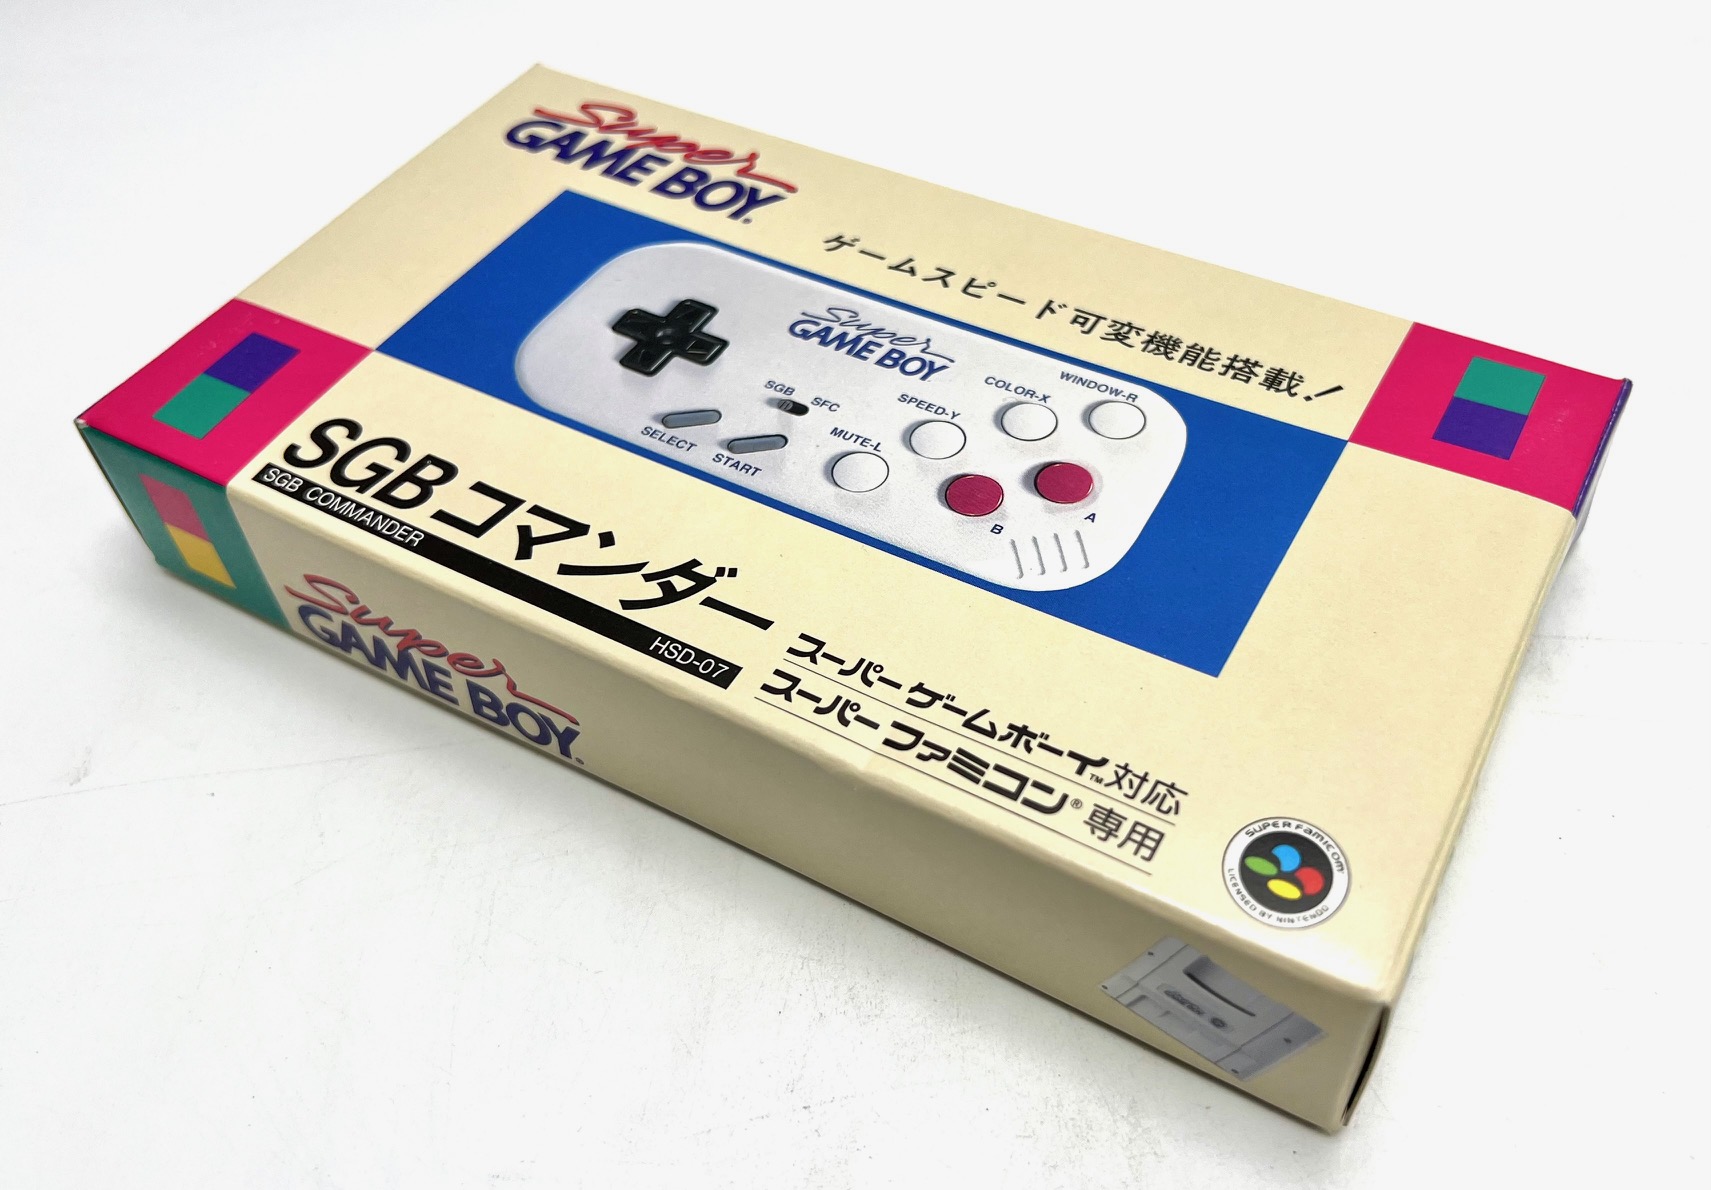 Super
GAME BOY®
ゲームスピード可変機能搭載!
Super
GAME BOY
WINDOW-R
COLOR-X
SPEED-Y
MUTE-L
SGB SFC
SELECT
START
B
A
SGBコマンダー
SGB COMMANDER HSD-07
スーパーゲームボーイ™対応
スーパーファミコン®専用
SUPER FAMICOM
LICENSED BY NINTENDO
Super
GAME BOY®